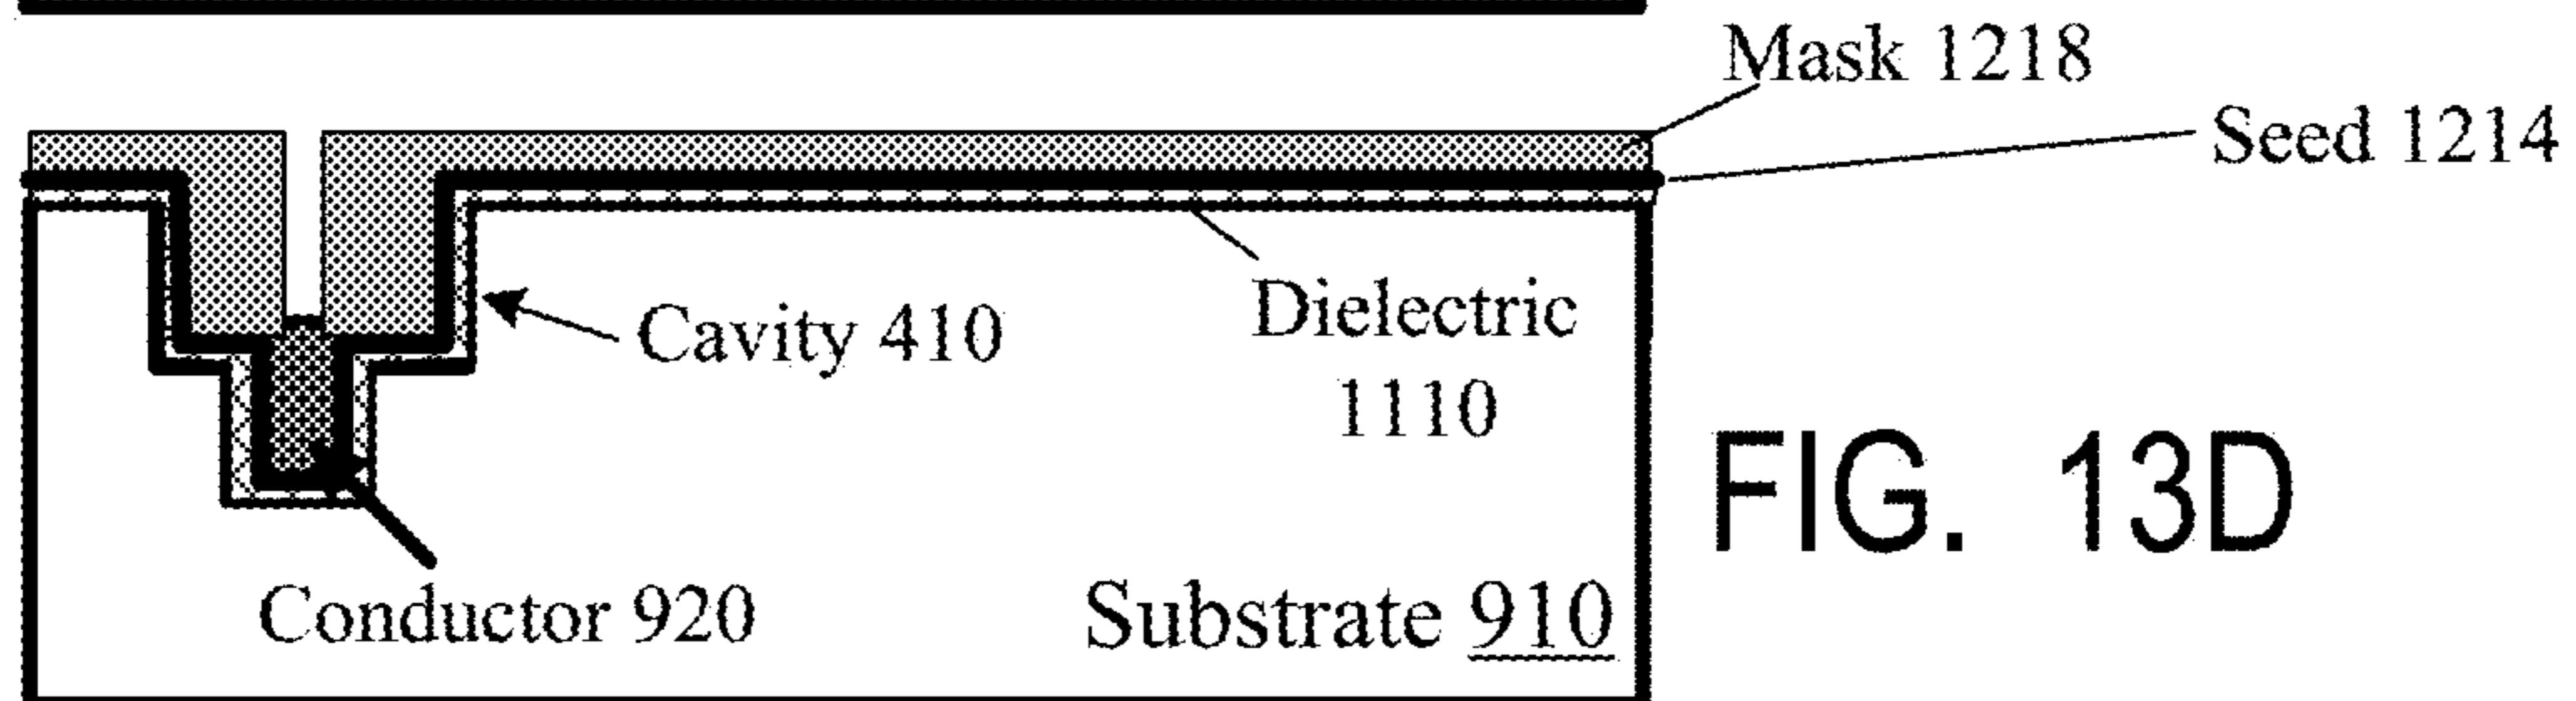 Mask 1218
Seed 1214
Cavity 410
Dielectric
1110
FIG. 13D
Conductor 920
Substrate 910